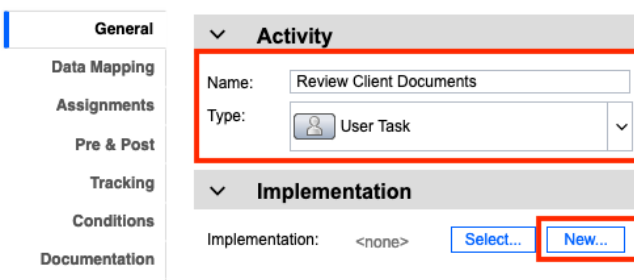 General
Data Mapping
Assignments
Pre & Post
Tracking
Conditions
Documentation
Activity
Name: Review Client Documents
Type: User Task
Implementation
Implementation: <none> Select... New...